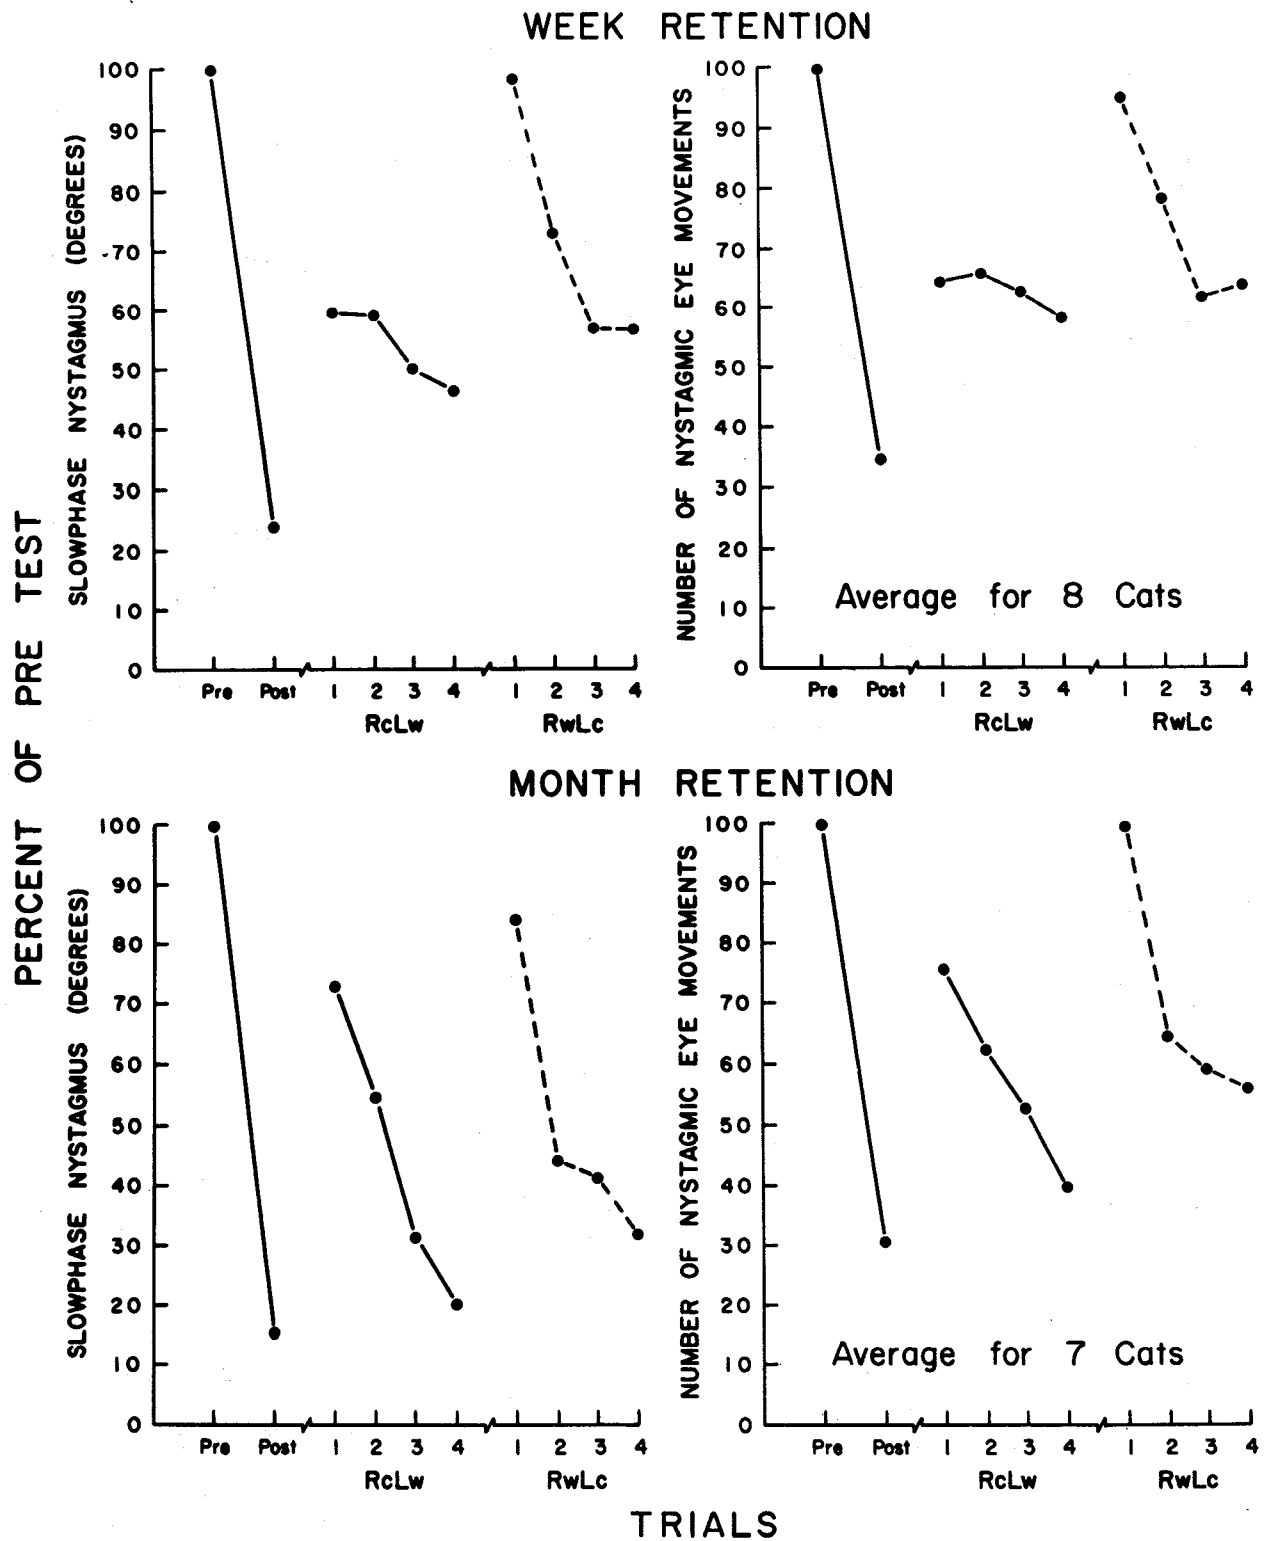 WEEK RETENTION
PERCENT OF PRE TEST
SLOWPHASE NYSTAGMUS (DEGREES)
100
90
80
70
60
50
40
30
20
10
0
Pre Post 1 2 3 4 1 2 3 4
RcLw RwLc
NUMBER OF NYSTAGMIC EYE MOVEMENTS
100
90
80
70
60
50
40
30
20
10
0
Average for 8 Cats
Pre Post 1 2 3 4 1 2 3 4
RcLw RwLc
MONTH RETENTION
SLOWPHASE NYSTAGMUS (DEGREES)
100
90
80
70
60
50
40
30
20
10
0
Pre Post 1 2 3 4 1 2 3 4
RcLw RwLc
NUMBER OF NYSTAGMIC EYE MOVEMENTS
100
90
80
70
60
50
40
30
20
10
0
Average for 7 Cats
Pre Post 1 2 3 4 1 2 3 4
RcLw RwLc
TRIALS